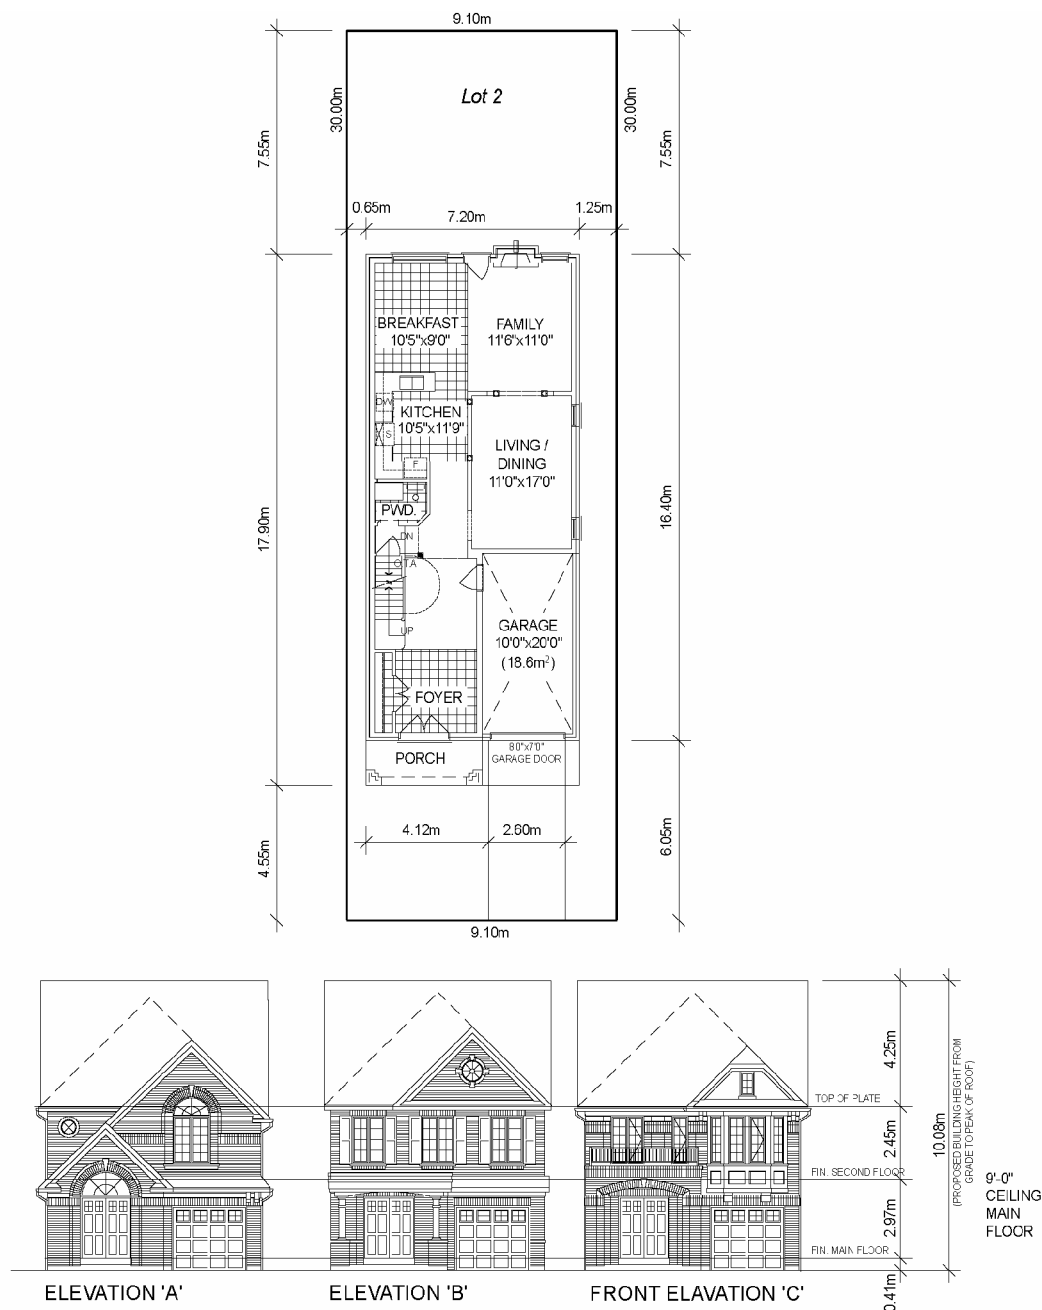 9.10m
Lot 2
30.00m
30.00m
7.55m
7.55m
0.65m
7.20m
1.25m
BREAKFAST
10'5"x9'0"
FAMILY
11'6"x11'0"
DW
KITCHEN
10'5"x11'9"
S
F
LIVING /
DINING
11'0"x17'0"
PWD.
DN
O.T.A
UP
17.90m
16.40m
GARAGE
10'0"x20'0"
(18.6m²)
FOYER
PORCH
8'0"x7'0"
GARAGE DOOR
4.12m
2.60m
4.55m
6.05m
9.10m
4.25m
TOP OF PLATE
2.45m
FIN. SECOND FLOOR
2.97m
FIN. MAIN FLOOR
0.41m
10.08m
(PROPOSED BUILDING HEIGHT FROM
GRADE TO PEAK OF ROOF)
9'-0"
CEILING
MAIN
FLOOR
ELEVATION 'A'
ELEVATION 'B'
FRONT ELAVATION 'C'